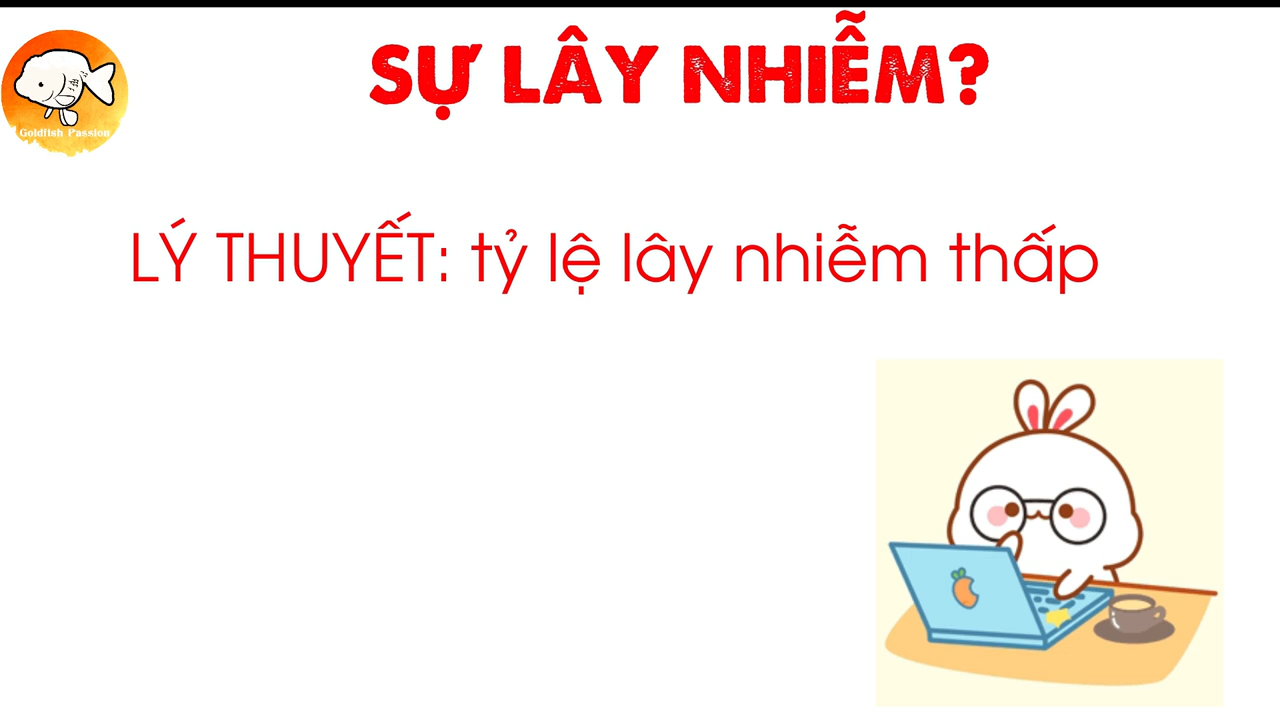 SỰ LÂY NHIỄM?
Goldfish Passion
LÝ THUYẾT: tỷ lệ lây nhiễm thấp